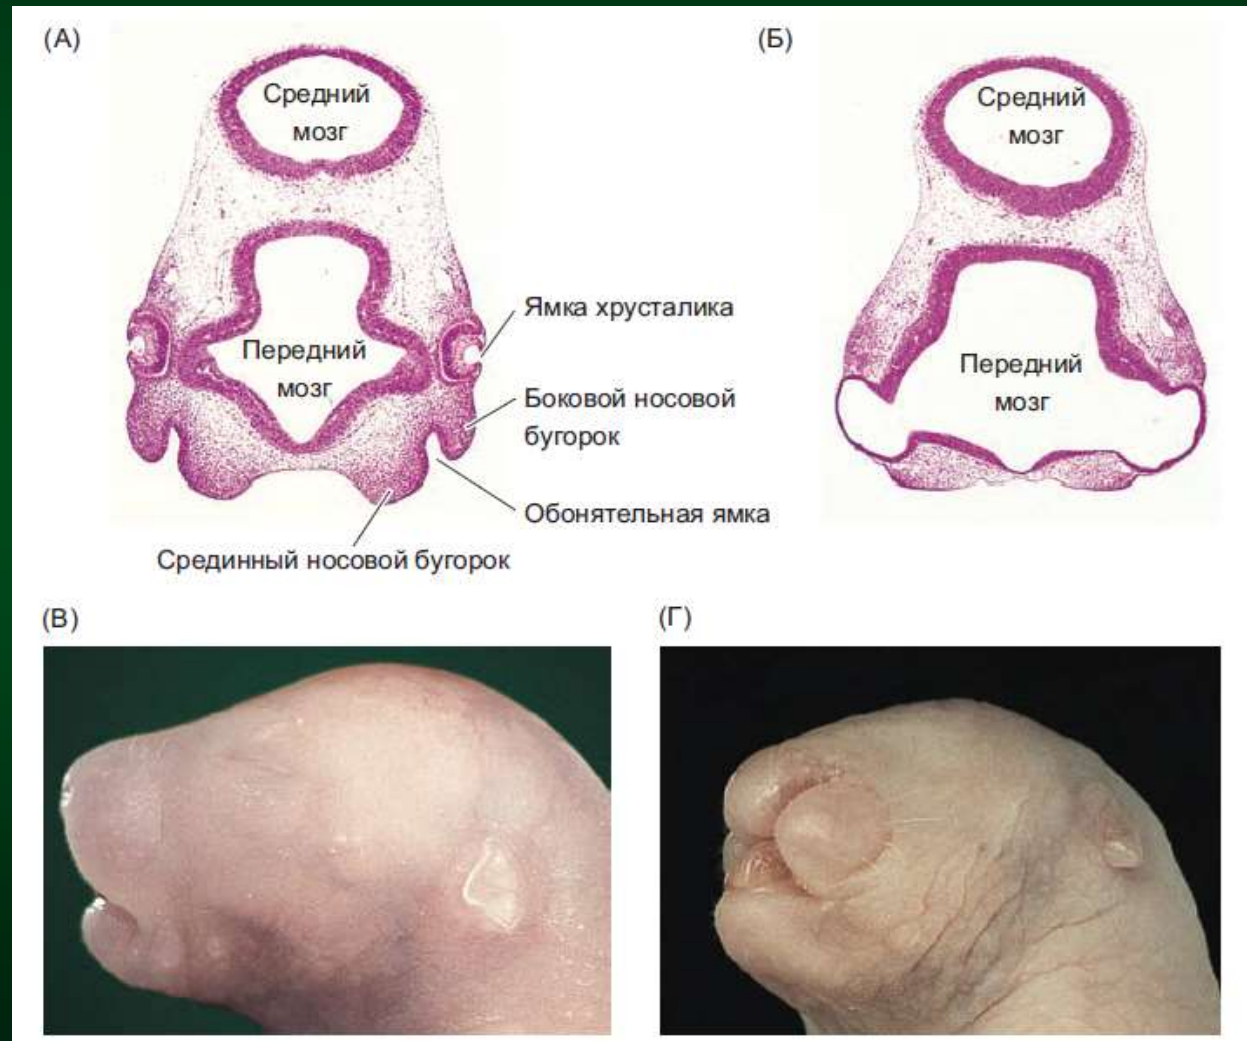 (А)
(Б)
Средний
мозг
Средний
мозг
Ямка хрусталика
Передний
мозг
Передний
мозг
Боковой носовой
бугорок
Обонятельная ямка
Срединный носовой бугорок
(В)
(Г)